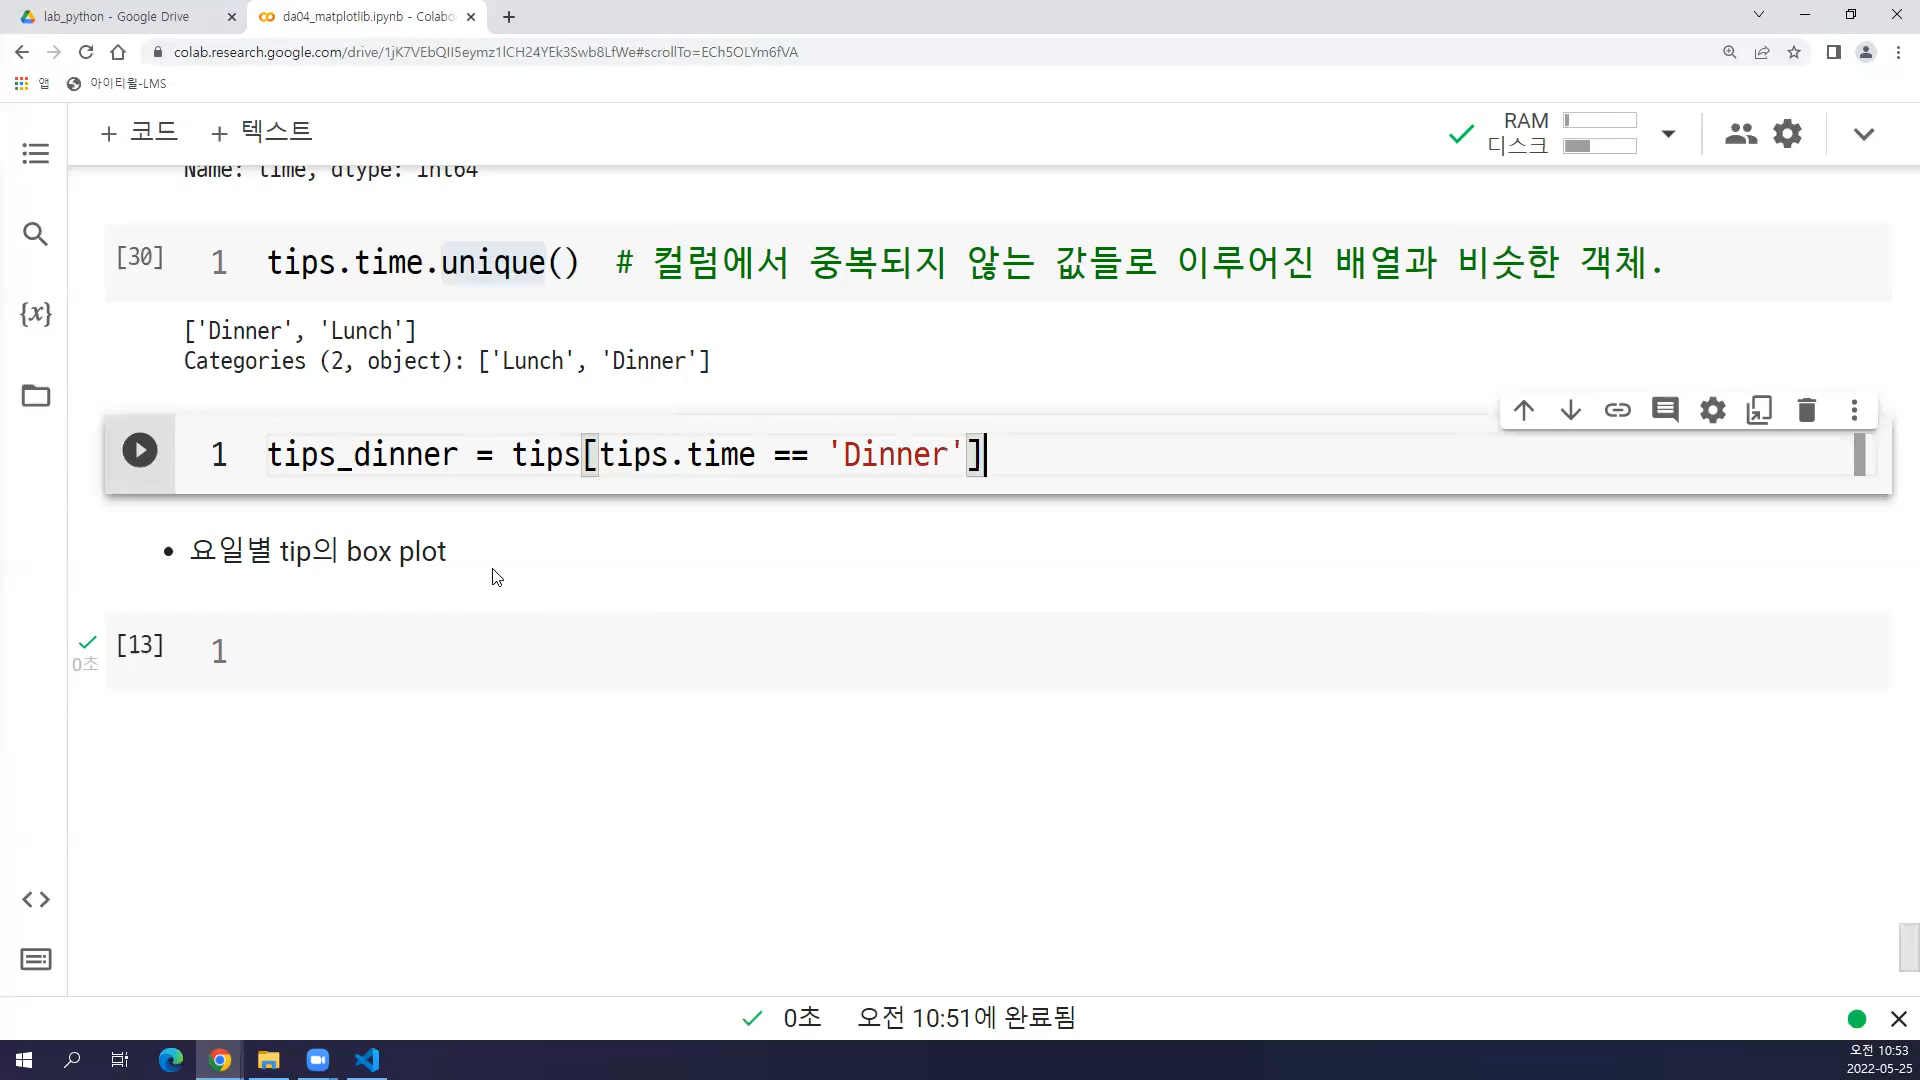 lab_python - Google Drive
da04_matplotlib.ipynb - Colabo
colab.research.google.com/drive/1jK7VEbQII5eymz1lCH24YEk3Swb8LfWe#scrollTo=ECh5OLYm6fVA
앱
아이티윌-LMS
+ 코드 + 텍스트
RAM
디스크
Name: time, dtype: int64
[30] 1 tips.time.unique() # 컬럼에서 중복되지 않는 값들로 이루어진 배열과 비슷한 객체.
['Dinner', 'Lunch']
Categories (2, object): ['Lunch', 'Dinner']
1 tips_dinner = tips[tips.time == 'Dinner']
• 요일별 tip의 box plot
[13] 1
0초
0초 오전 10:51에 완료됨
오전 10:53
2022-05-25